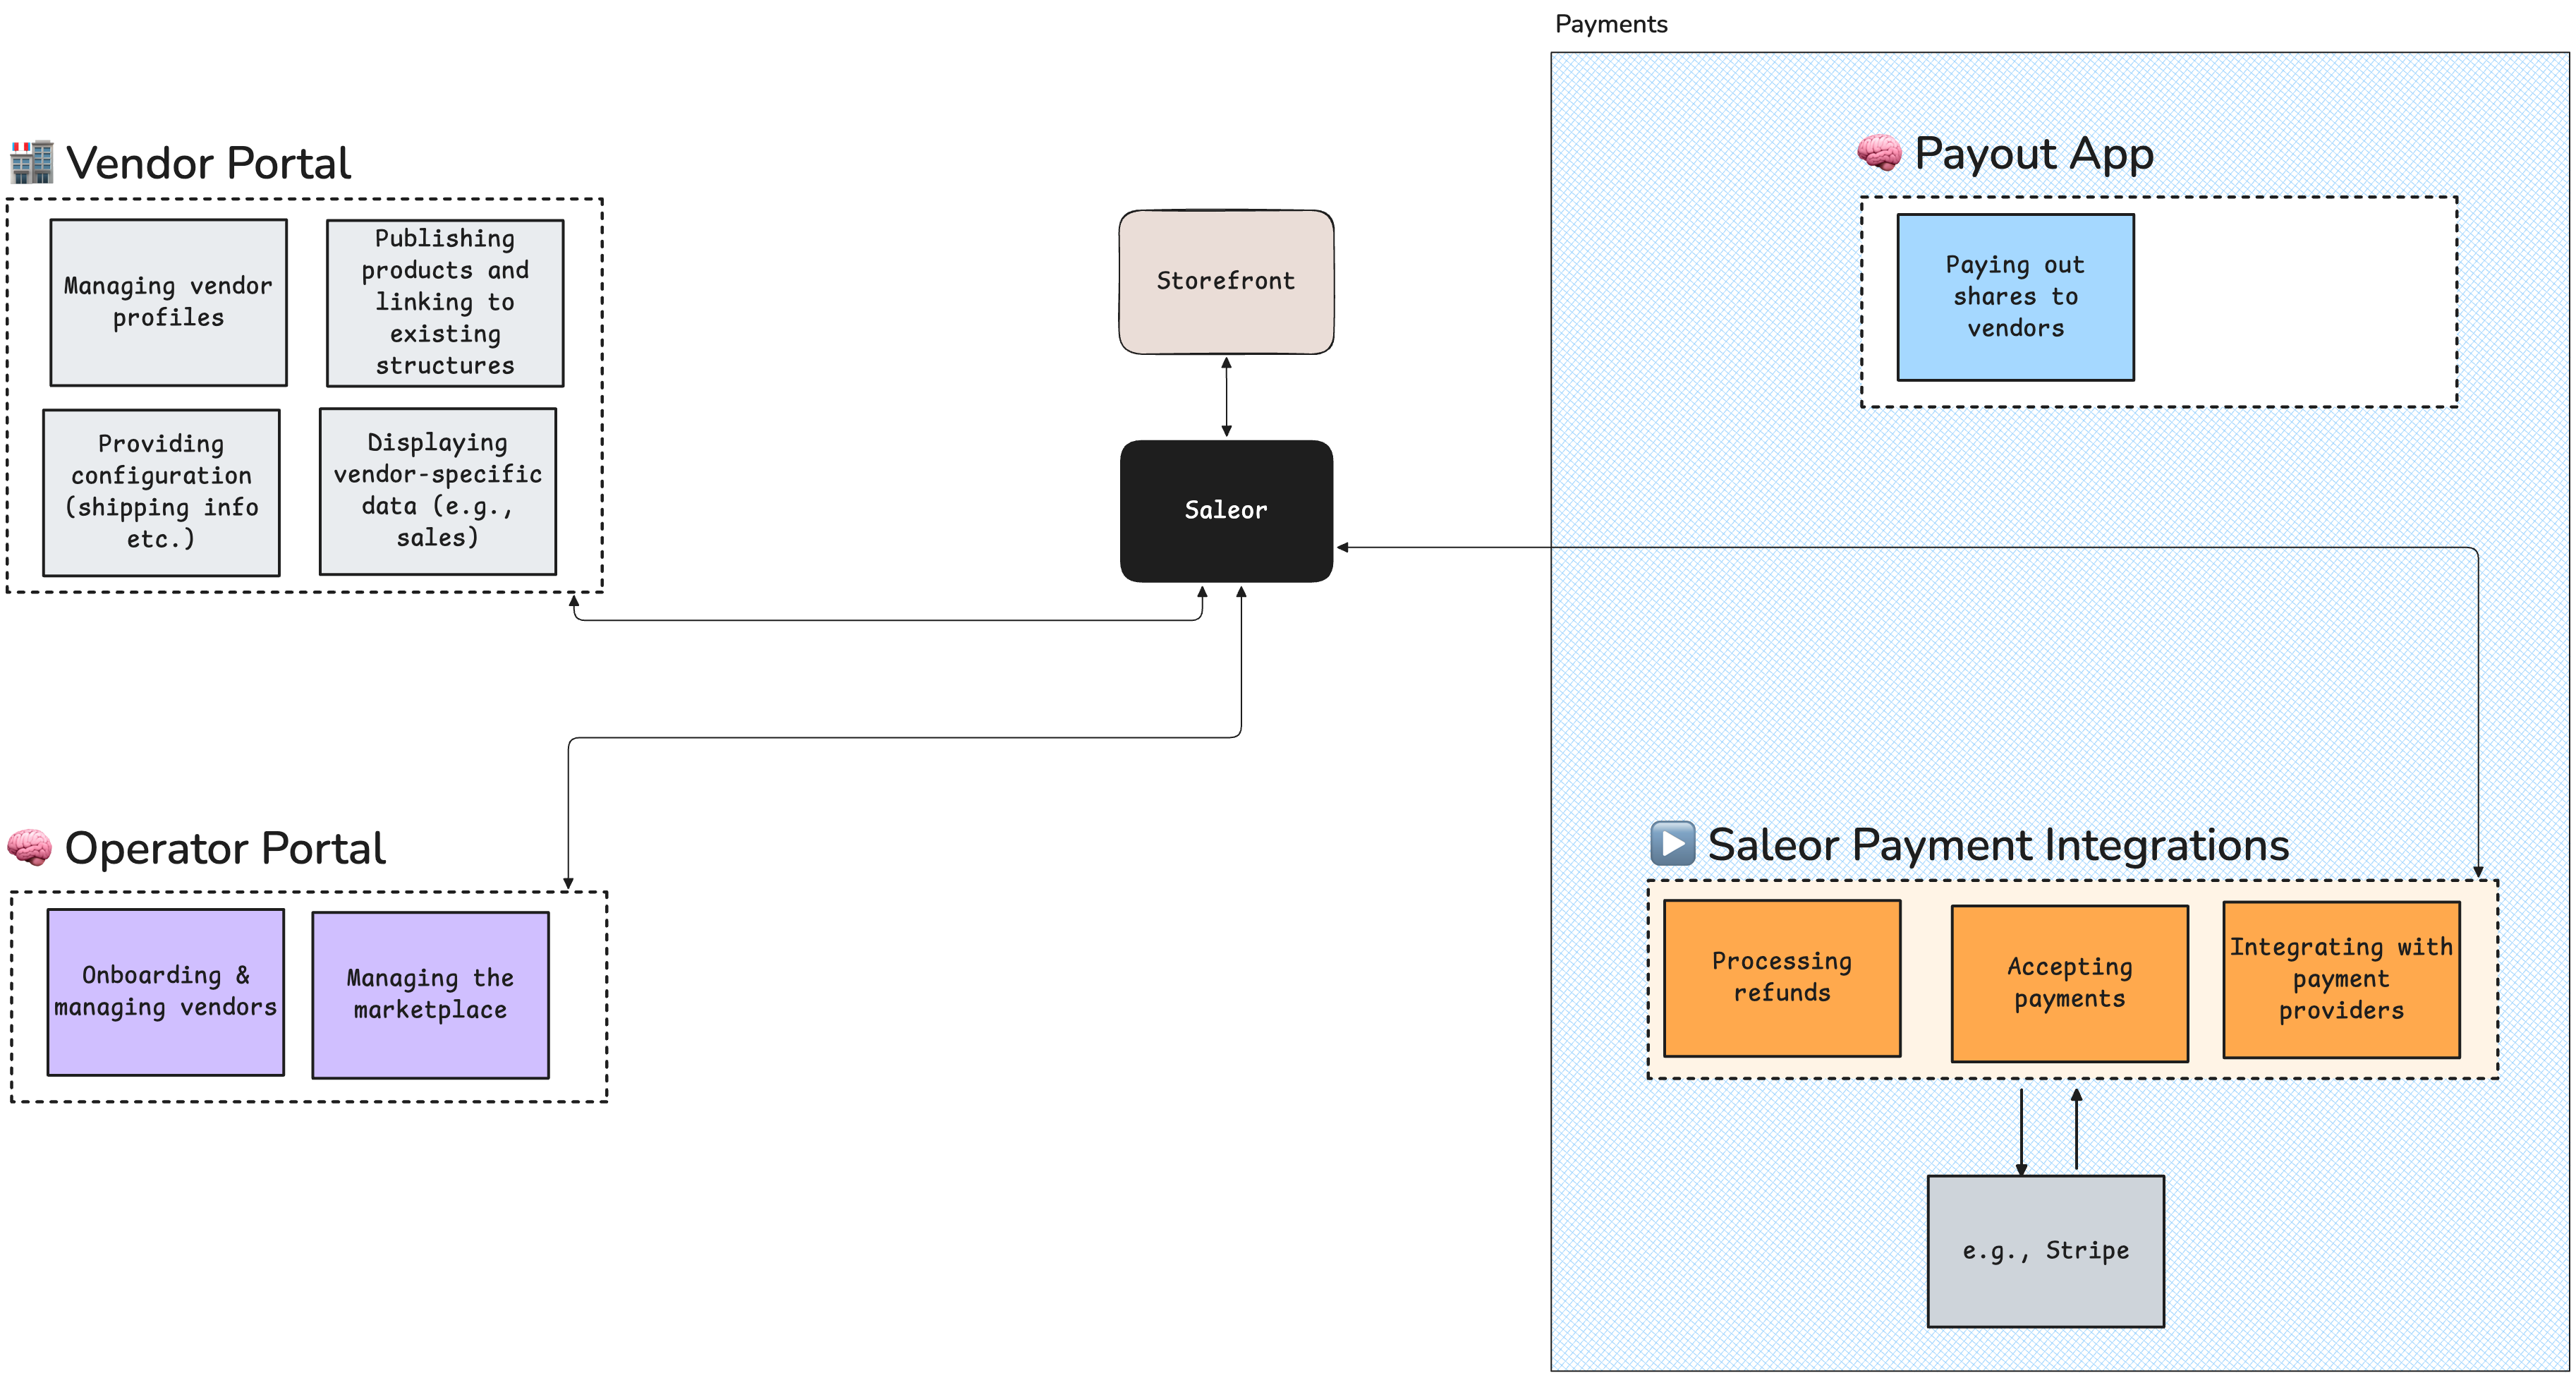 Payments
Vendor Portal
Managing vendor
profiles
Publishing
products and
linking to
existing
structures
Providing
configuration
(shipping info
etc.)
Displaying
vendor-specific
data (e.g.,
sales)
Storefront
Saleor
Payout App
Paying out
shares to
vendors
Operator Portal
Onboarding &
managing vendors
Managing the
marketplace
Saleor Payment Integrations
Processing
refunds
Accepting
payments
Integrating with
payment
providers
e.g., Stripe